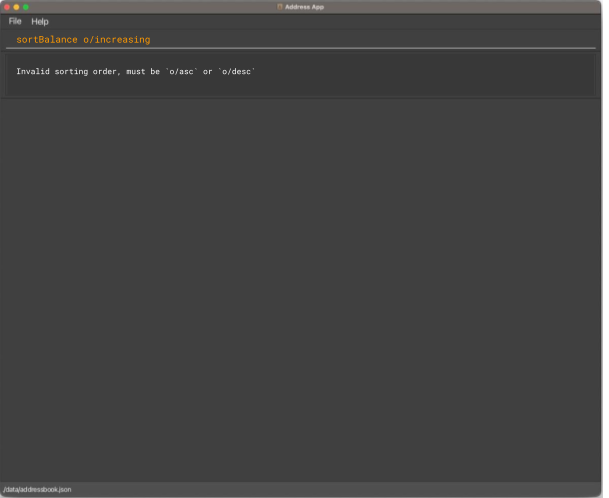 Address App
File Help
sortBalance o/increasing
Invalid sorting order, must be `o/asc` or `o/desc`
./data/addressbook.json